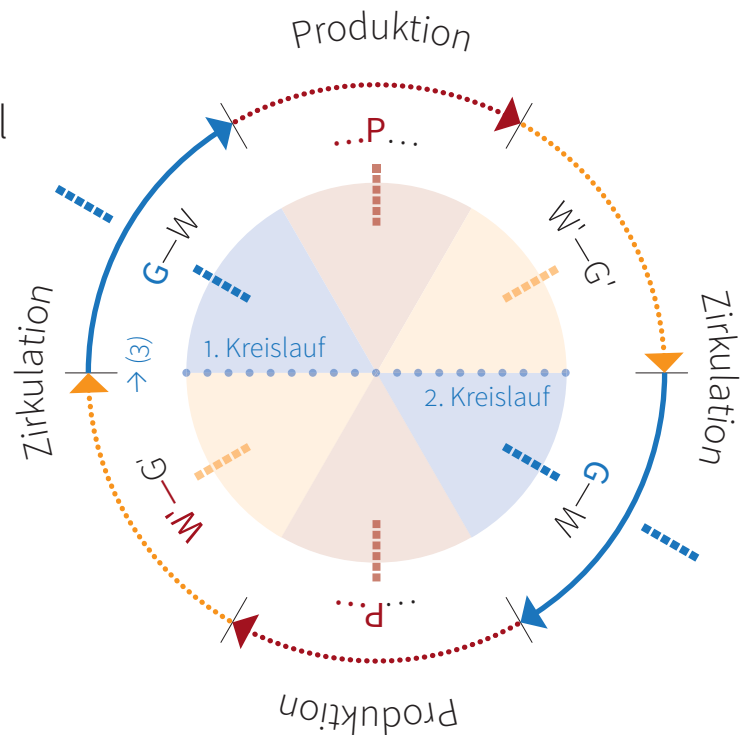 Produktion
l
...P...
G—W
W'—G'
Zirkulation
→ (3)
1. Kreislauf
2. Kreislauf
Zirkulation
W'—G'
G—W
...P...
Produktion